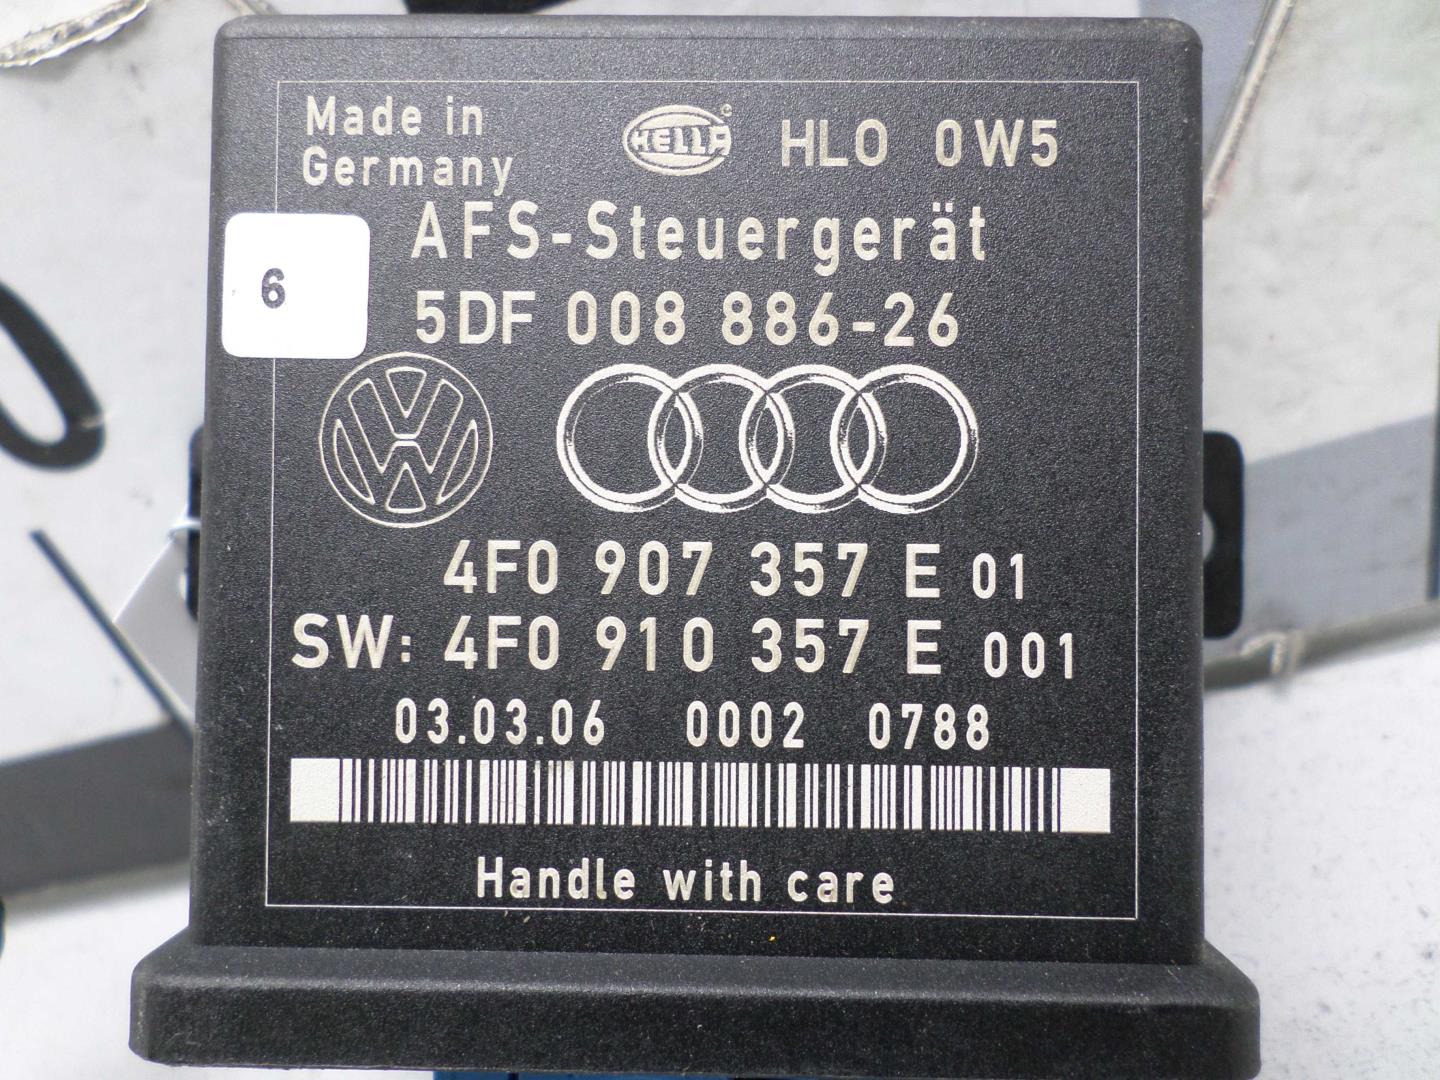 Made in
Germany
HELLA HLO 0W5
AFS-Steuergerät
6
5DF 008 886-26
4F0 907 357 E 01
SW: 4F0 910 357 E 001
03.03.06 0002 0788
Handle with care